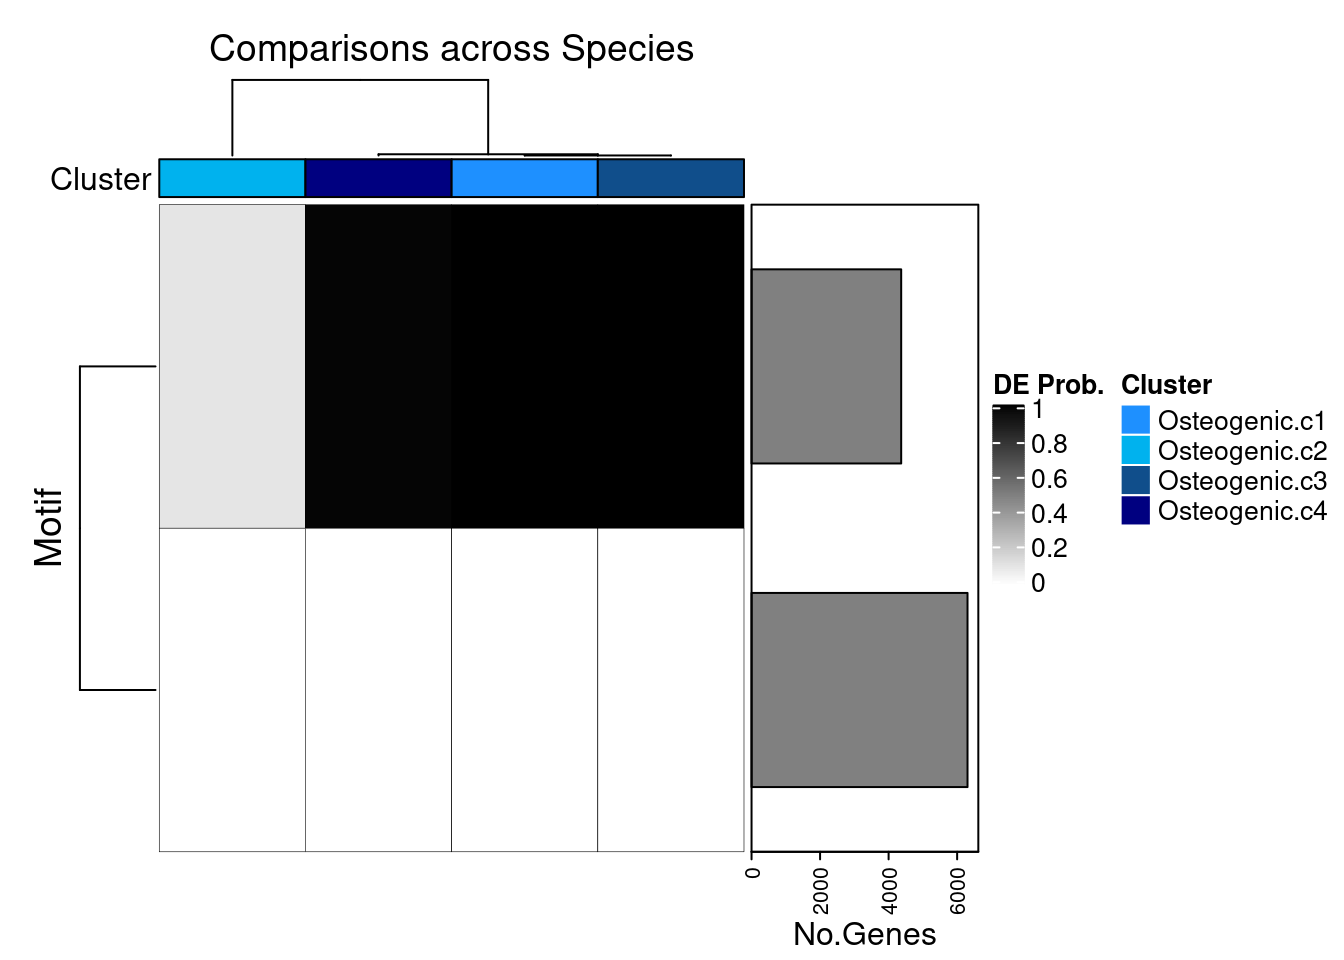 Comparisons across Species
Cluster
Motif
0
2000
4000
6000
No.Genes
DE Prob.
1
0.8
0.6
0.4
0.2
0
Cluster
Osteogenic.c1
Osteogenic.c2
Osteogenic.c3
Osteogenic.c4